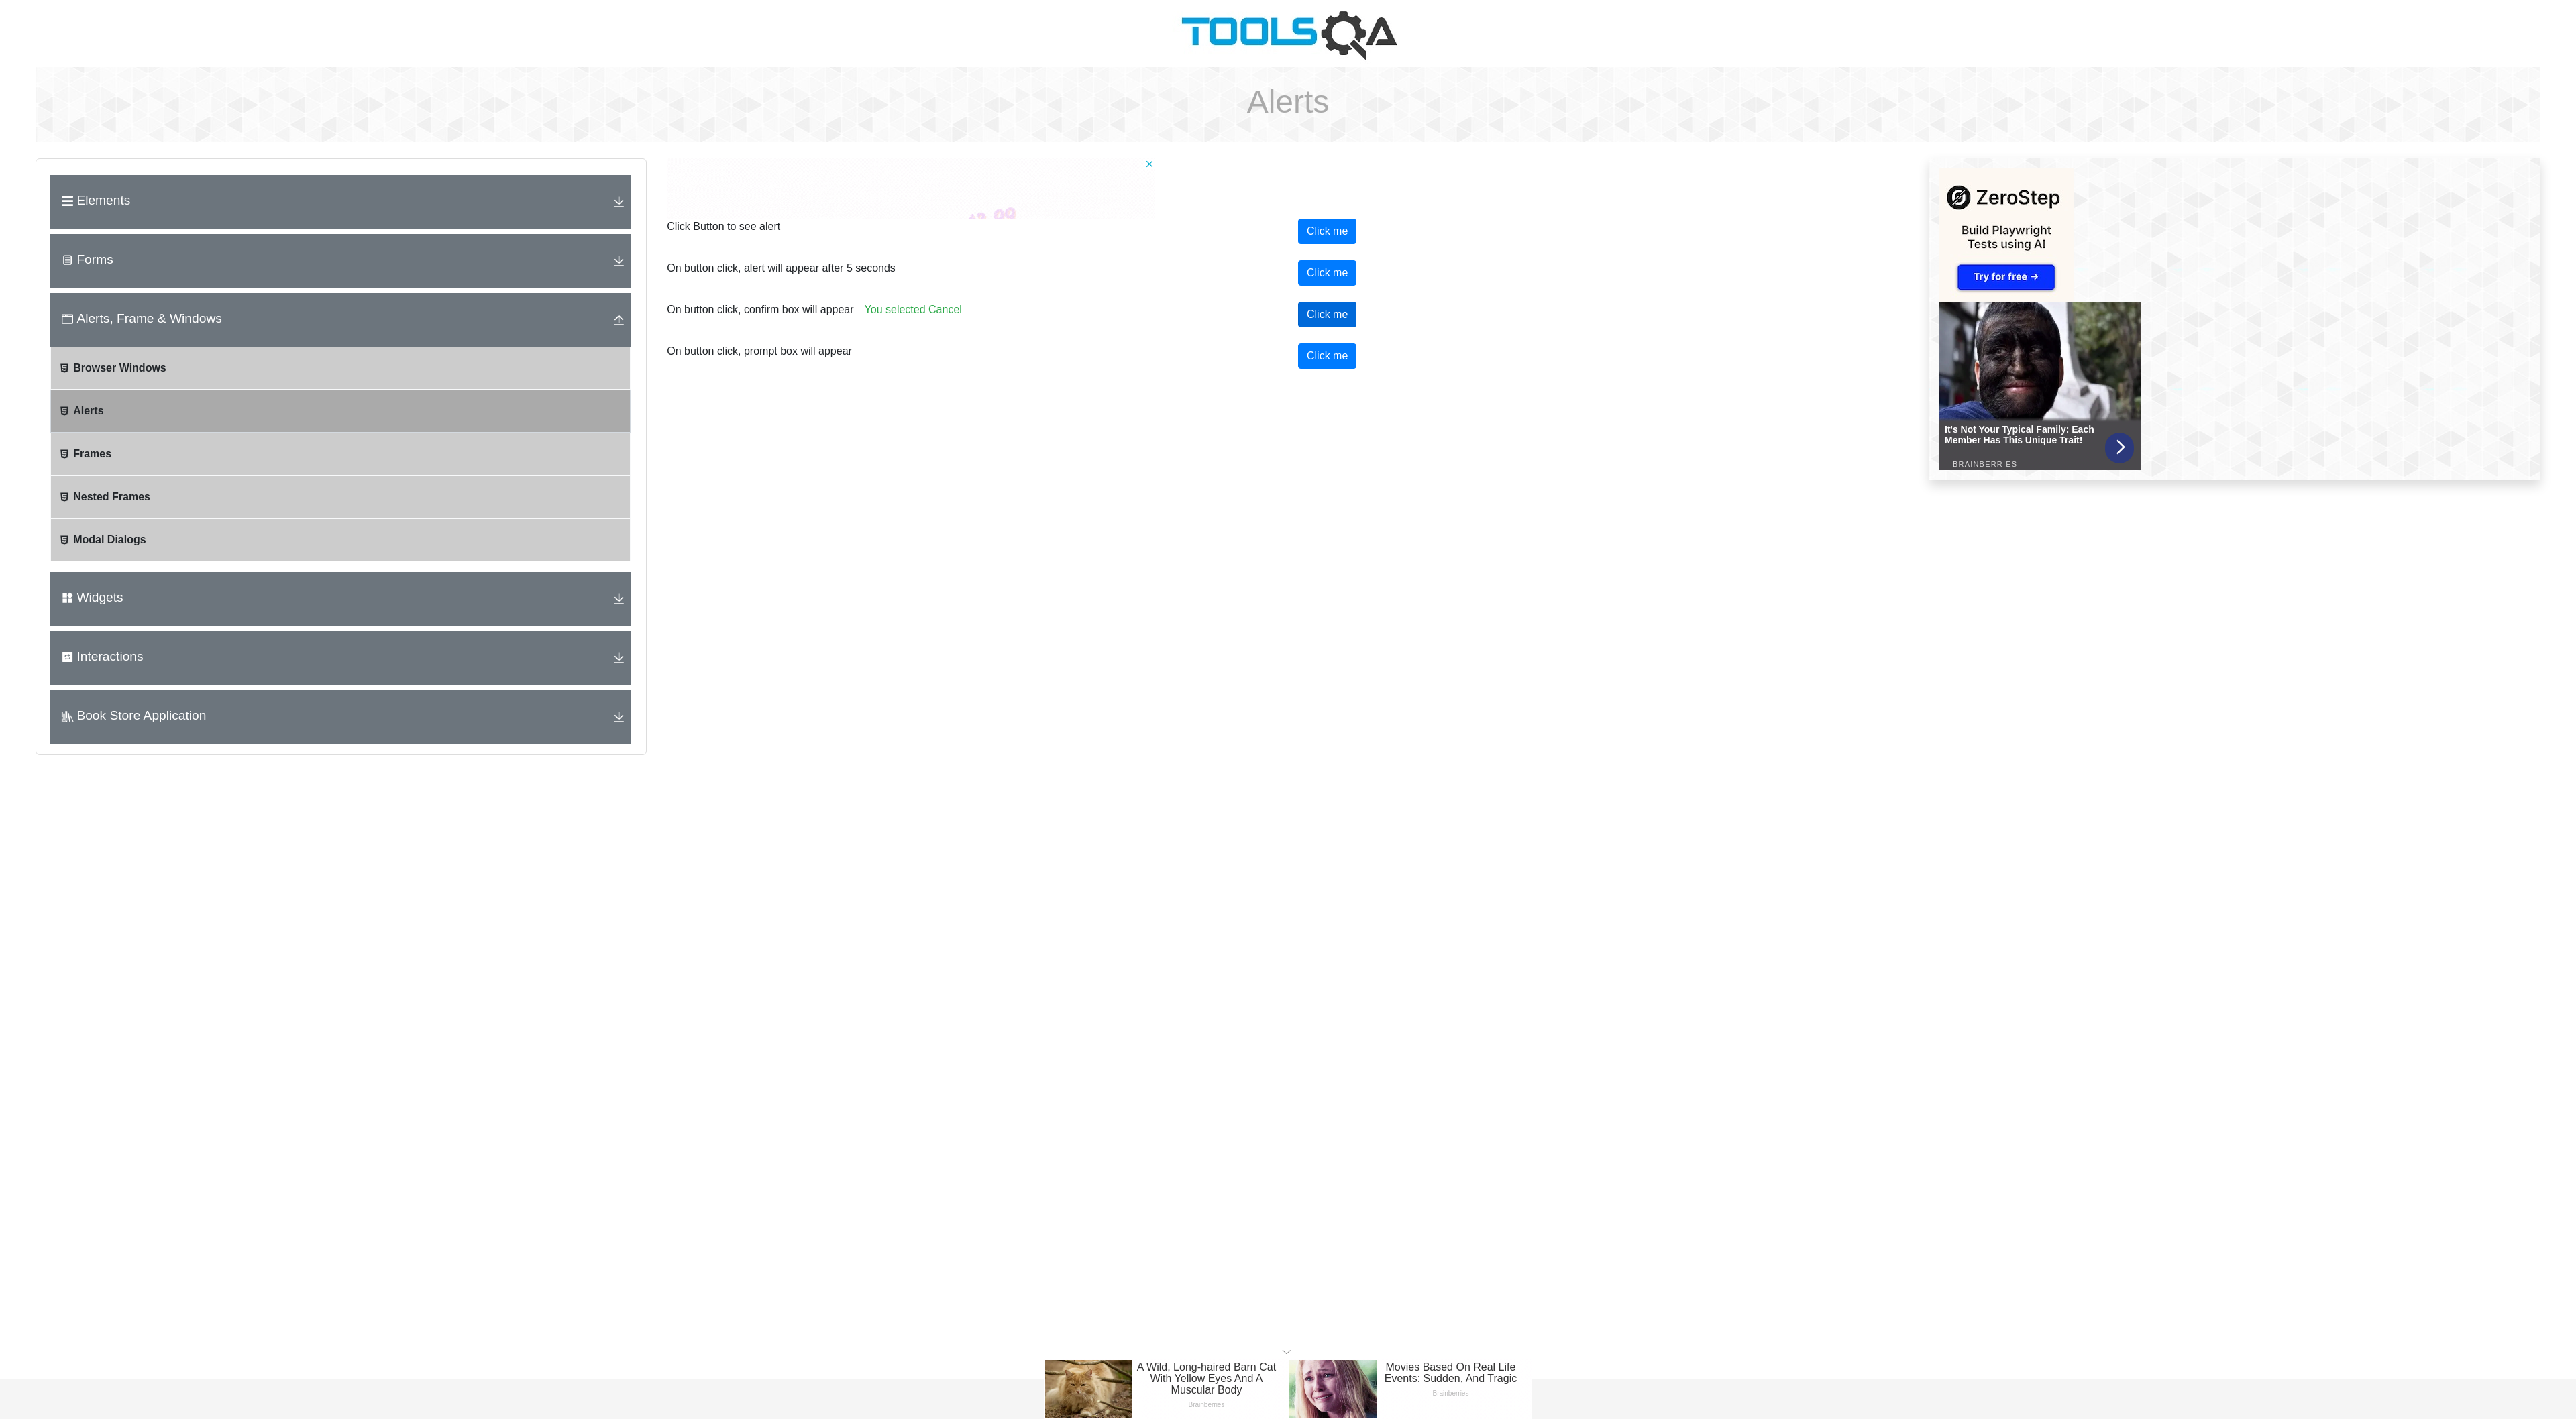 TOOLSQA
Alerts
Elements
Forms
Alerts, Frame & Windows
Browser Windows
Alerts
Frames
Nested Frames
Modal Dialogs
Widgets
Interactions
Book Store Application
Click Button to see alert
Click me
On button click, alert will appear after 5 seconds
Click me
On button click, confirm box will appear You selected Cancel
Click me
On button click, prompt box will appear
Click me
ZeroStep
Build Playwright
Tests using AI
Try for free →
It's Not Your Typical Family: Each
Member Has This Unique Trait!
BRAINBERRIES
A Wild, Long-haired Barn Cat
With Yellow Eyes And A
Muscular Body
Brainberries
Movies Based On Real Life
Events: Sudden, And Tragic
Brainberries